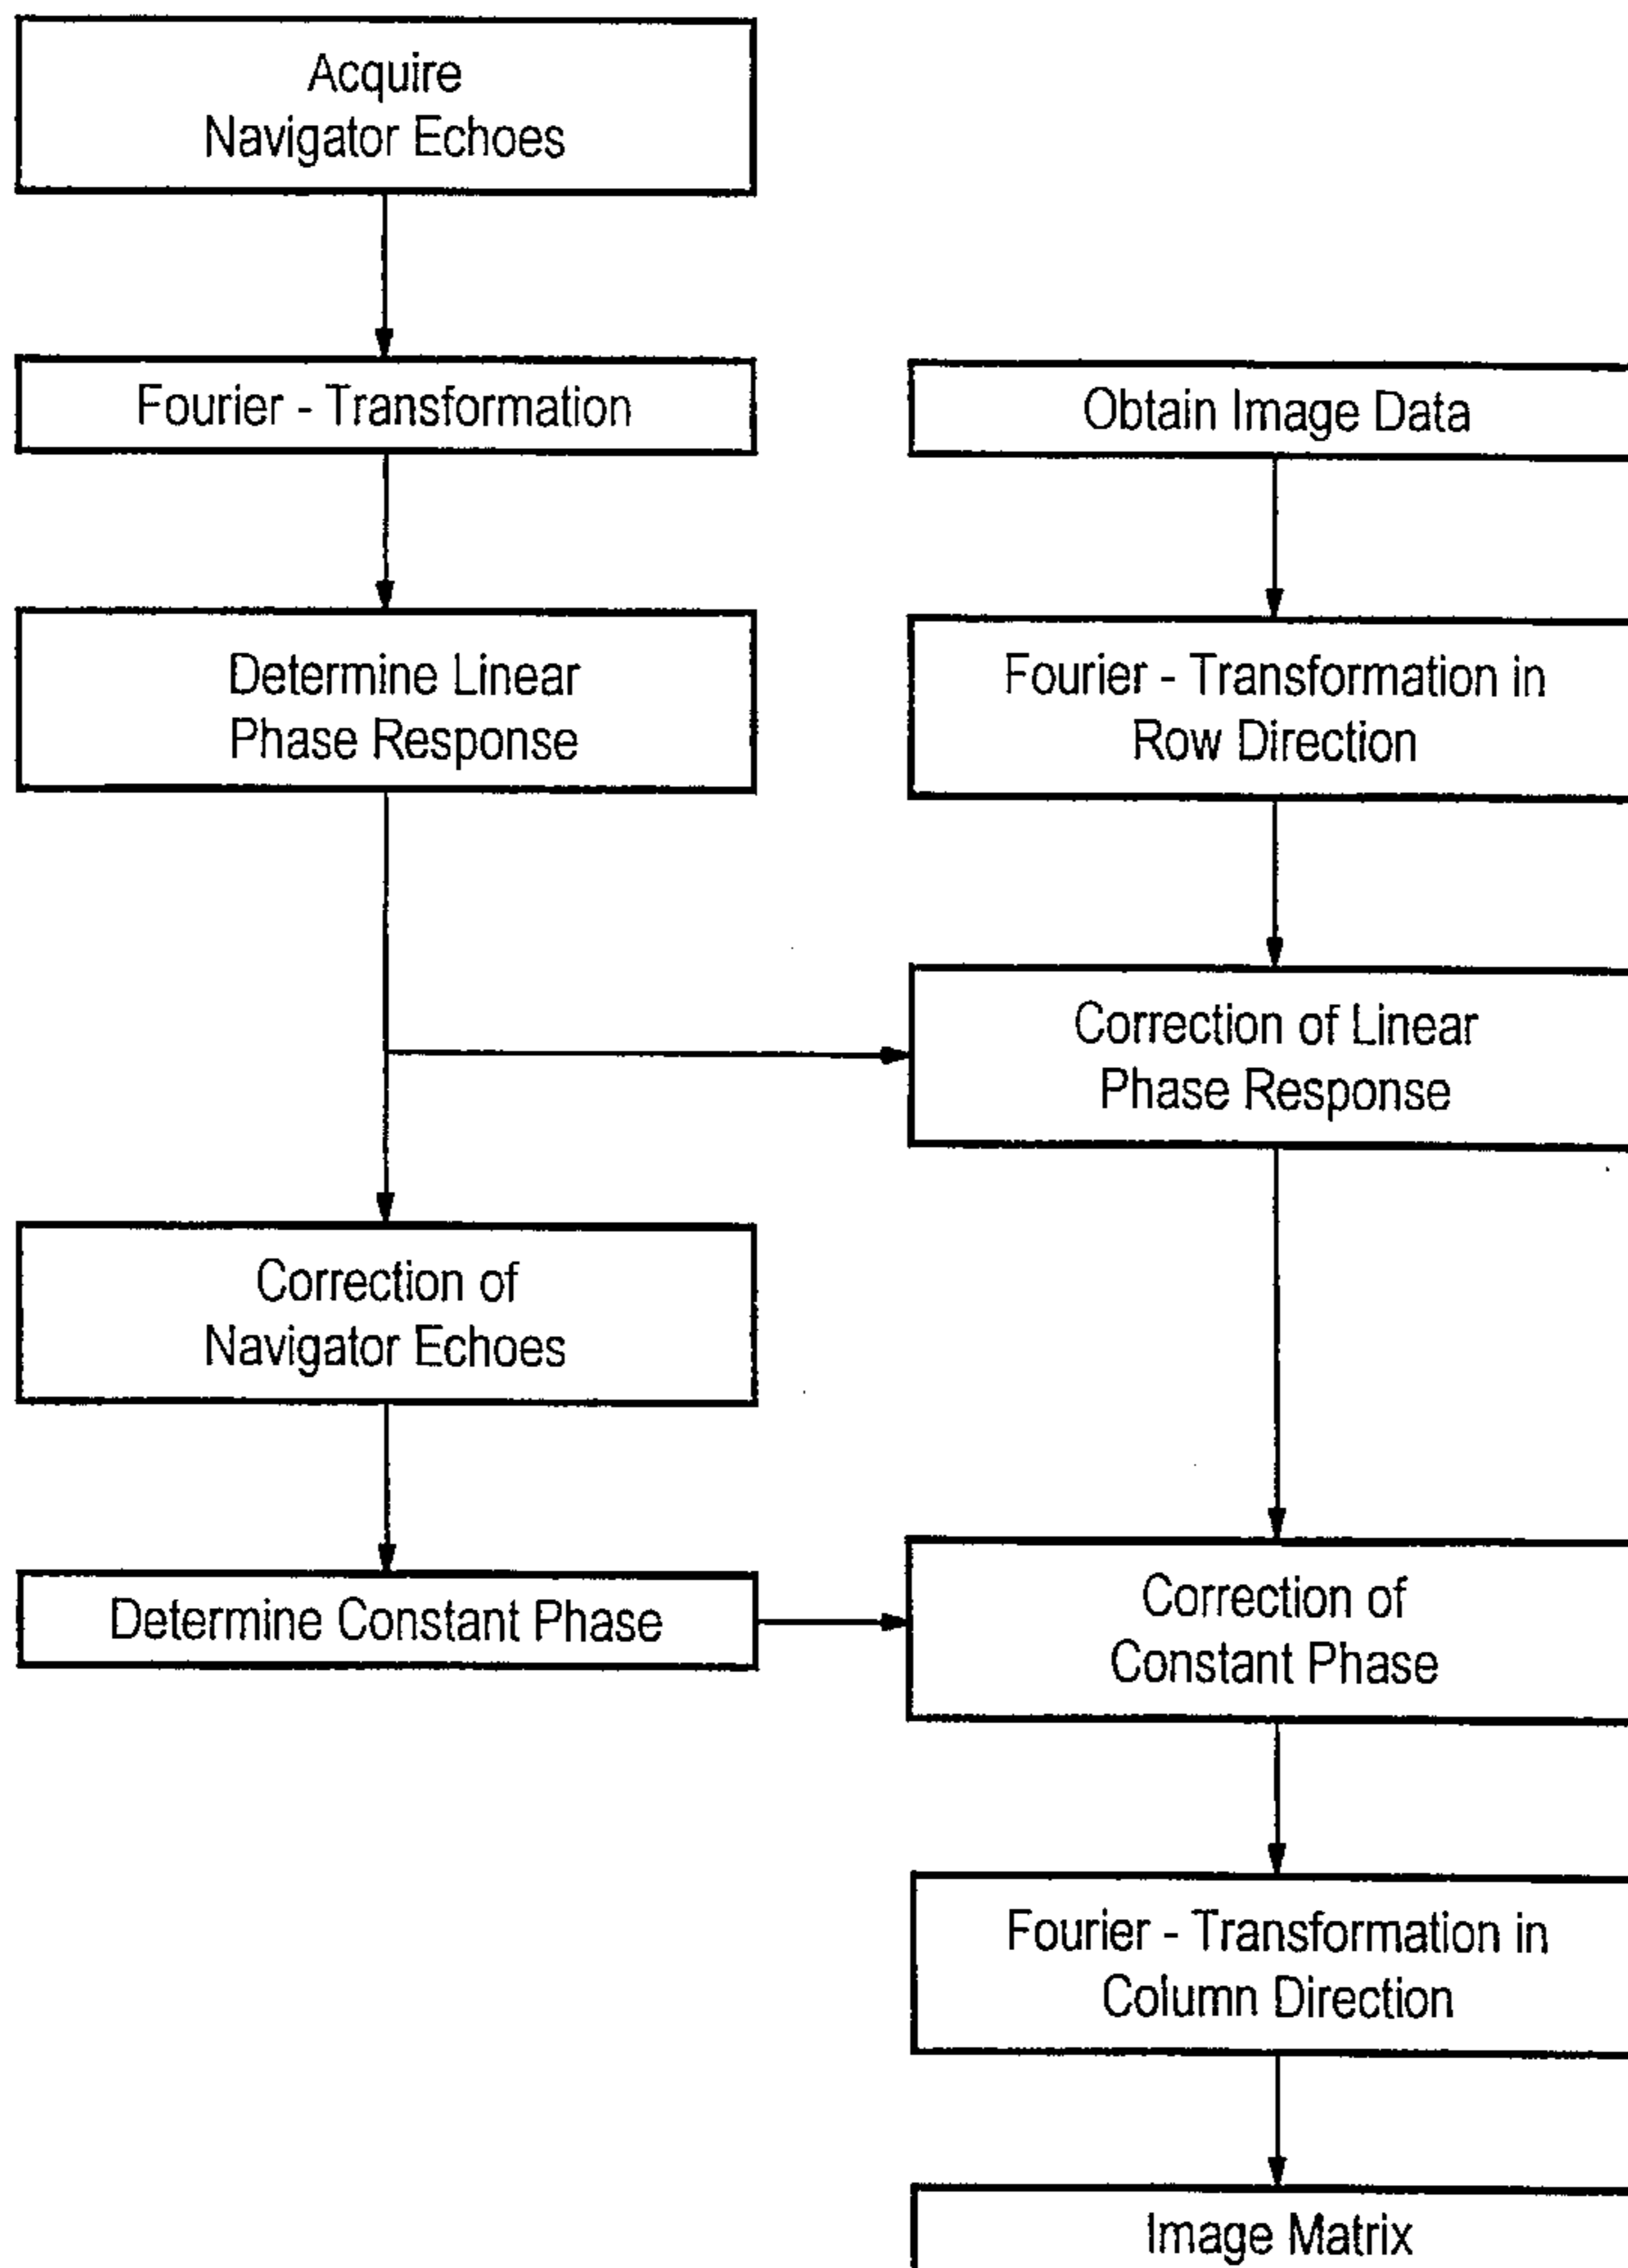 Acquire
Navigator Echoes
Fourier - Transformation
Determine Linear
Phase Response
Correction of
Navigator Echoes
Determine Constant Phase
Obtain Image Data
Fourier - Transformation in
Row Direction
Correction of Linear
Phase Response
Correction of
Constant Phase
Fourier - Transformation in
Column Direction
Image Matrix